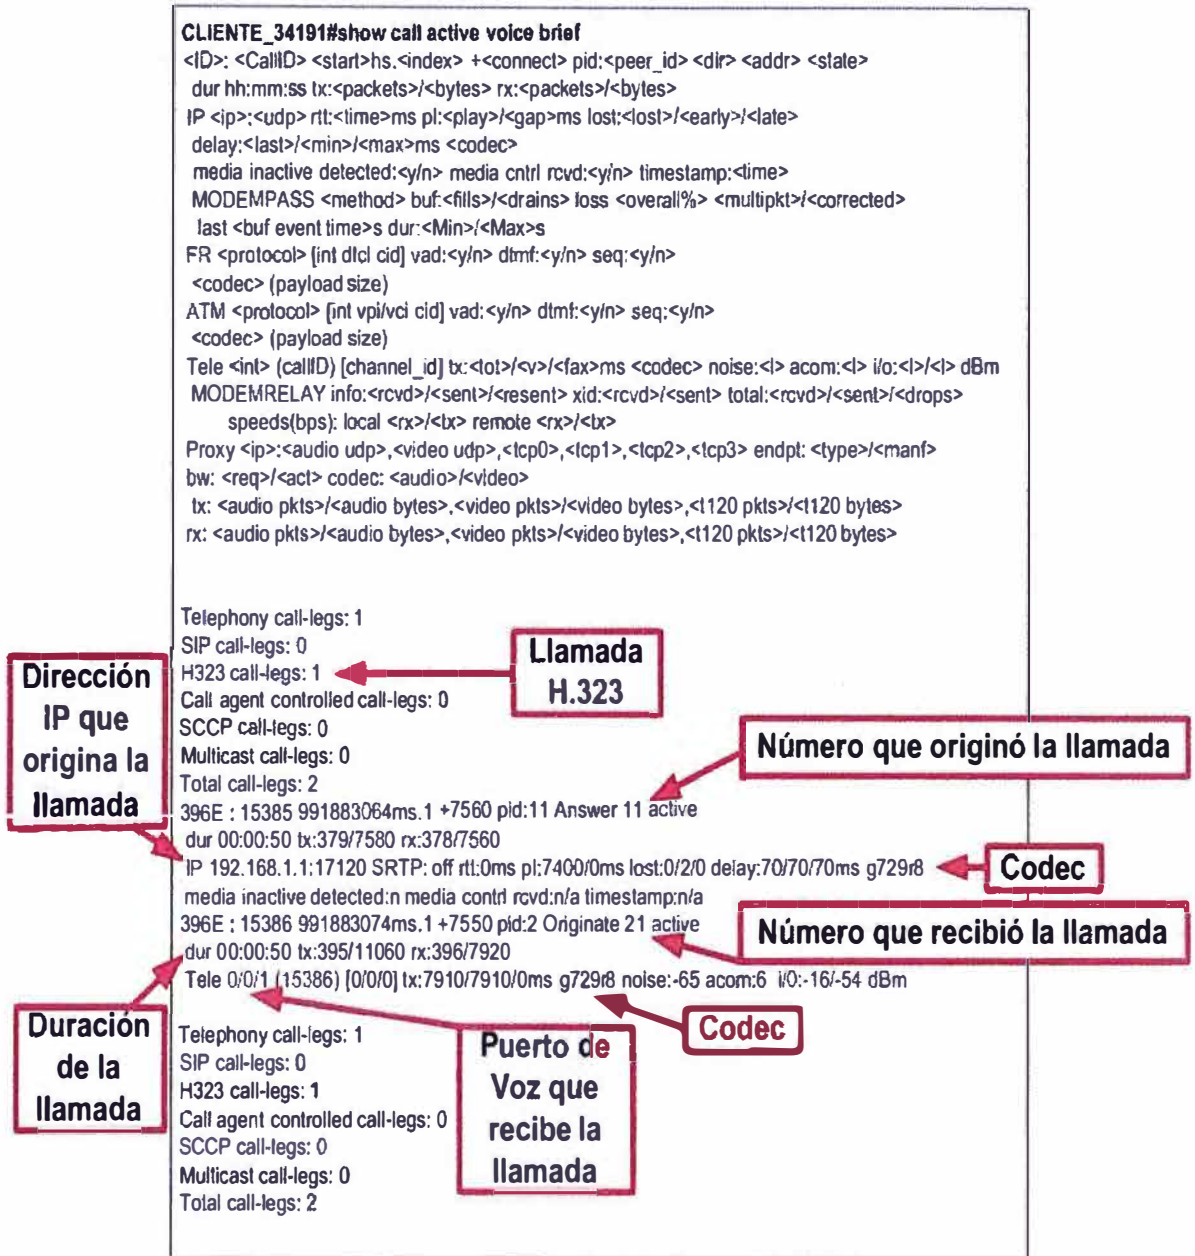 CLIENTE_34191#show call active voice brief
<ID>: <CallID> <start>hs.<index> +<connect> pid:<peer_id> <dir> <addr> <state>
dur hh:mm:ss tx:<packets>/<bytes> rx:<packets>/<bytes>
IP <ip>:<udp> rtt:<time>ms pl:<play>/<gap>ms lost:<lost>/<early>/<late>
delay:<last>/<min>/<max>ms <codec>
media inactive detected:<y/n> media cntrl rcvd:<y/n> timestamp:<time>
MODEMPASS <method> buf:<fills>/<drains> loss <overall%> <multipkt>/<corrected>
last <buf event time>s dur:<Min>/<Max>s
FR <protocol> [int dlci cid] vad:<y/n> dtmf:<y/n> seq:<y/n>
<codec> (payload size)
ATM <protocol> [int vpi/vci cid] vad:<y/n> dtmf:<y/n> seq:<y/n>
<codec> (payload size)
Tele <int> (callID) [channel_id] tx:<tot>/<v>/<fax>ms <codec> noise:<l> acom:<l> i/o:<l>/<l> dBm
MODEMRELAY info:<rcvd>/<sent>/<resent> xid:<rcvd>/<sent> total:<rcvd>/<sent>/<drops>
speeds(bps): local <rx>/<tx> remote <rx>/<tx>
Proxy <ip>:<audio udp>,<video udp>,<tcp0>,<tcp1>,<tcp2>,<tcp3> endpt: <type>/<manf>
bw: <req>/<act> codec: <audio>/<video>
tx: <audio pkts>/<audio bytes>,<video pkts>/<video bytes>,<t120 pkts>/<t120 bytes>
rx: <audio pkts>/<audio bytes>,<video pkts>/<video bytes>,<t120 pkts>/<t120 bytes>
Telephony call-legs: 1
SIP call-legs: 0
H323 call-legs: 1
Llamada
H.323
Call agent controlled call-legs: 0
SCCP call-legs: 0
Multicast call-legs: 0
Total call-legs: 2
Dirección
IP que
origina la
llamada
Número que originó la llamada
396E : 15385 991883064ms.1 +7560 pid:11 Answer 11 active
dur 00:00:50 tx:379/7580 rx:378/7560
IP 192.168.1.1:17120 SRTP: off rtt:0ms pl:7400/0ms lost:0/2/0 delay:70/70/70ms g729r8
Codec
media inactive detected:n media contrl rcvd:n/a timestamp:n/a
396E : 15386 991883074ms.1 +7550 pid:2 Originate 21 active
Número que recibió la llamada
dur 00:00:50 tx:395/11060 rx:396/7920
Tele 0/0/1 (15386) [0/0/0] tx:7910/7910/0ms g729r8 noise:-65 acom:6 i/0:-16/-54 dBm
Duración
de la
llamada
Puerto de
Voz que
recibe la
llamada
Codec
Telephony call-legs: 1
SIP call-legs: 0
H323 call-legs: 1
Call agent controlled call-legs: 0
SCCP call-legs: 0
Multicast call-legs: 0
Total call-legs: 2